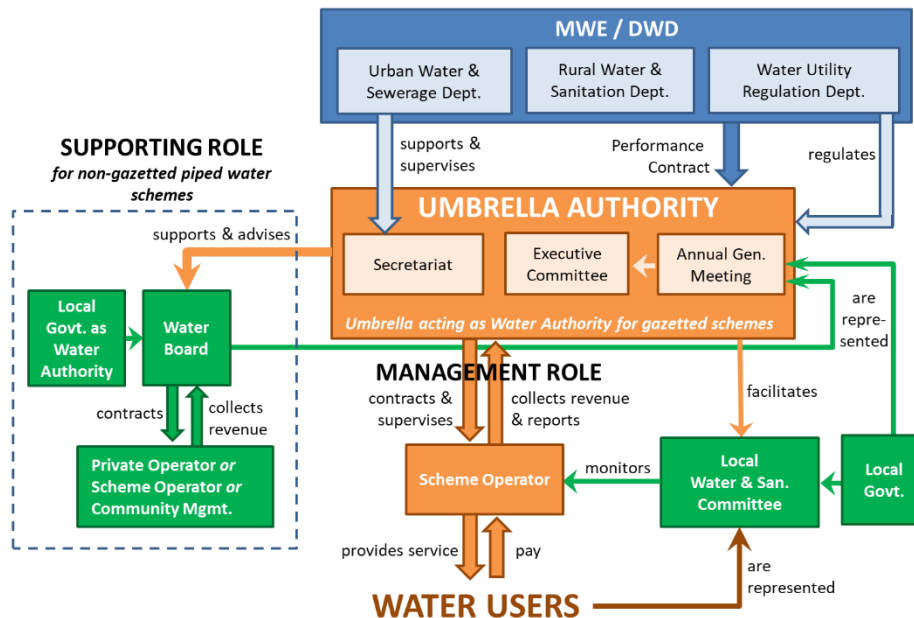 MWE / DWD
Urban Water &
Sewerage Dept.
Rural Water &
Sanitation Dept.
Water Utility
Regulation Dept.
SUPPORTING ROLE
for non-gazetted piped water
schemes
supports &
supervises
Performance
Contract
regulates
UMBRELLA AUTHORITY
supports & advises
Secretariat
Executive
Committee
Annual Gen.
Meeting
Umbrella acting as Water Authority for gazetted schemes
are
repre-
sented
Local
Govt. as
Water
Authority
Water
Board
MANAGEMENT ROLE
contracts
collects
revenue
contracts &
supervises
collects revenue
& reports
facilitates
Private Operator or
Scheme Operator or
Community Mgmt.
Scheme Operator
monitors
Local
Water & San.
Committee
Local
Govt.
provides service
pay
are
represented
WATER USERS